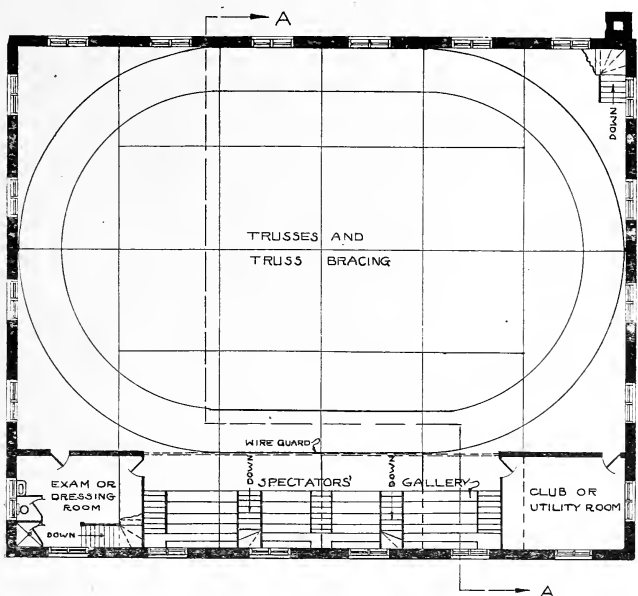 A
DOWN
TRUSSES AND
TRUSS BRACING
WIRE GUARD
EXAM OR
DRESSING
ROOM
DOWN
DOWN
SPECTATORS'
DOWN
GALLERY
CLUB OR
UTILITY ROOM
A